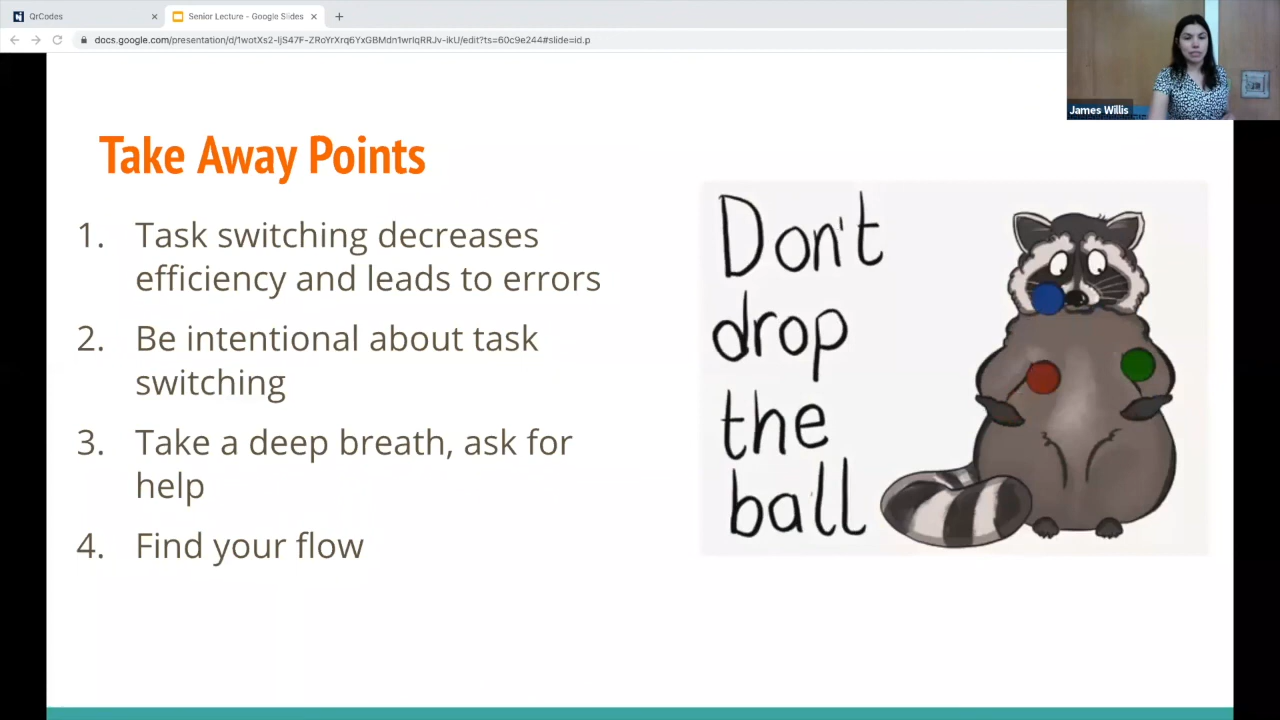 QrCodes
Senior Lecture - Google Slides
docs.google.com/presentation/d/1wotXs2-IjS47F-ZRoYrXrq6YxGBMdn1wrIqRRJv-ikU/edit?ts=60c9e244#slide=id.p
James Willis
Take Away Points
1. Task switching decreases
efficiency and leads to errors
2. Be intentional about task
switching
3. Take a deep breath, ask for
help
4. Find your flow
Don't
drop
the
ball